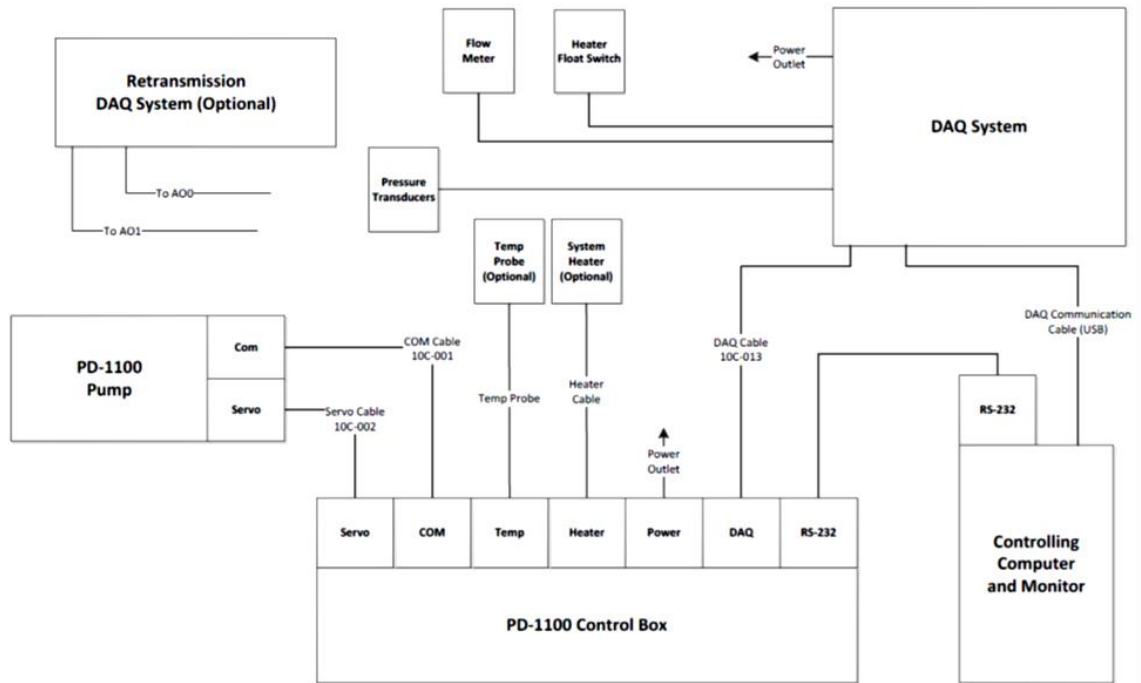 Retransmission
DAQ System (Optional)
To AO0
To AO1
Flow
Meter
Heater
Float Switch
Power
Outlet
DAQ System
Pressure
Transducers
Temp
Probe
(Optional)
System
Heater
(Optional)
PD-1100
Pump
Com
Servo
COM Cable
10C-001
Servo Cable
10C-002
Temp Probe
Heater
Cable
Power
Outlet
DAQ Cable
10C-013
DAQ Communication
Cable (USB)
RS-232
Controlling
Computer
and Monitor
Servo
COM
Temp
Heater
Power
DAQ
RS-232
PD-1100 Control Box